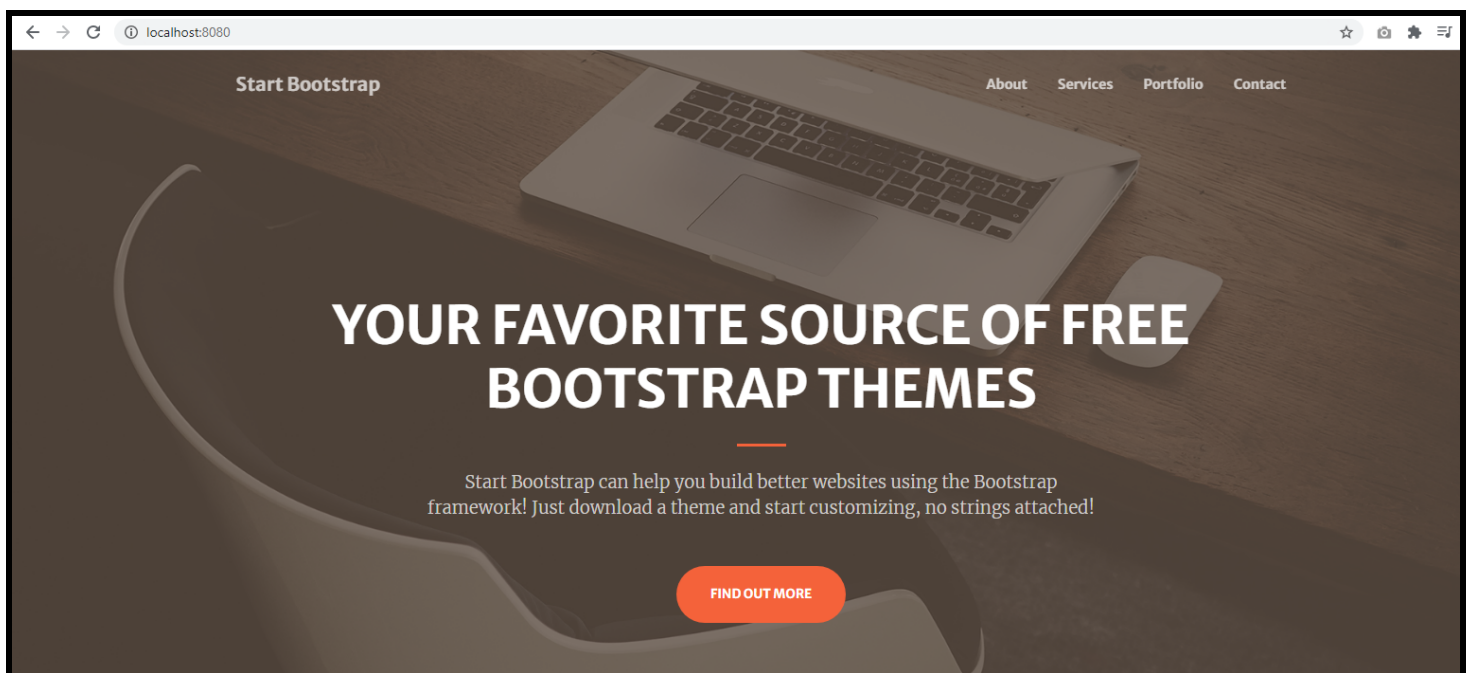 localhost:8080
Start Bootstrap About Services Portfolio Contact
YOUR FAVORITE SOURCE OF FREE
BOOTSTRAP THEMES
Start Bootstrap can help you build better websites using the Bootstrap
framework! Just download a theme and start customizing, no strings attached!
FIND OUT MORE